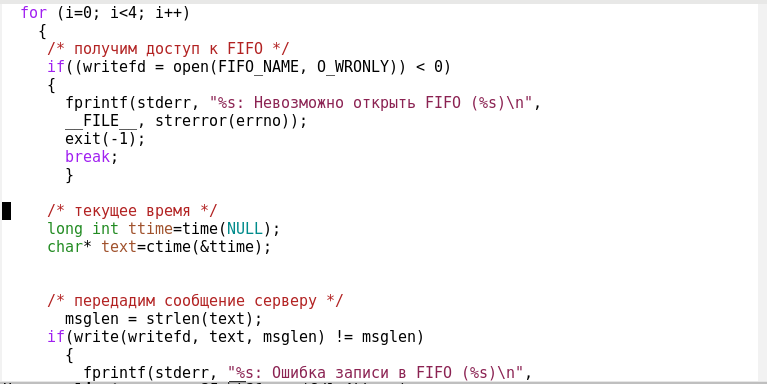 for (i=0; i<4; i++)
{
/* получим доступ к FIFO */
if((writefd = open(FIFO_NAME, O_WRONLY)) < 0)
{
fprintf(stderr, "%s: Невозможно открыть FIFO (%s)\n",
__FILE__, strerror(errno));
exit(-1);
break;
}
/* текущее время */
long int ttime=time(NULL);
char* text=ctime(&ttime);
/* передадим сообщение серверу */
msglen = strlen(text);
if(write(writefd, text, msglen) != msglen)
{
fprintf(stderr, "%s: Ошибка записи в FIFO (%s)\n",